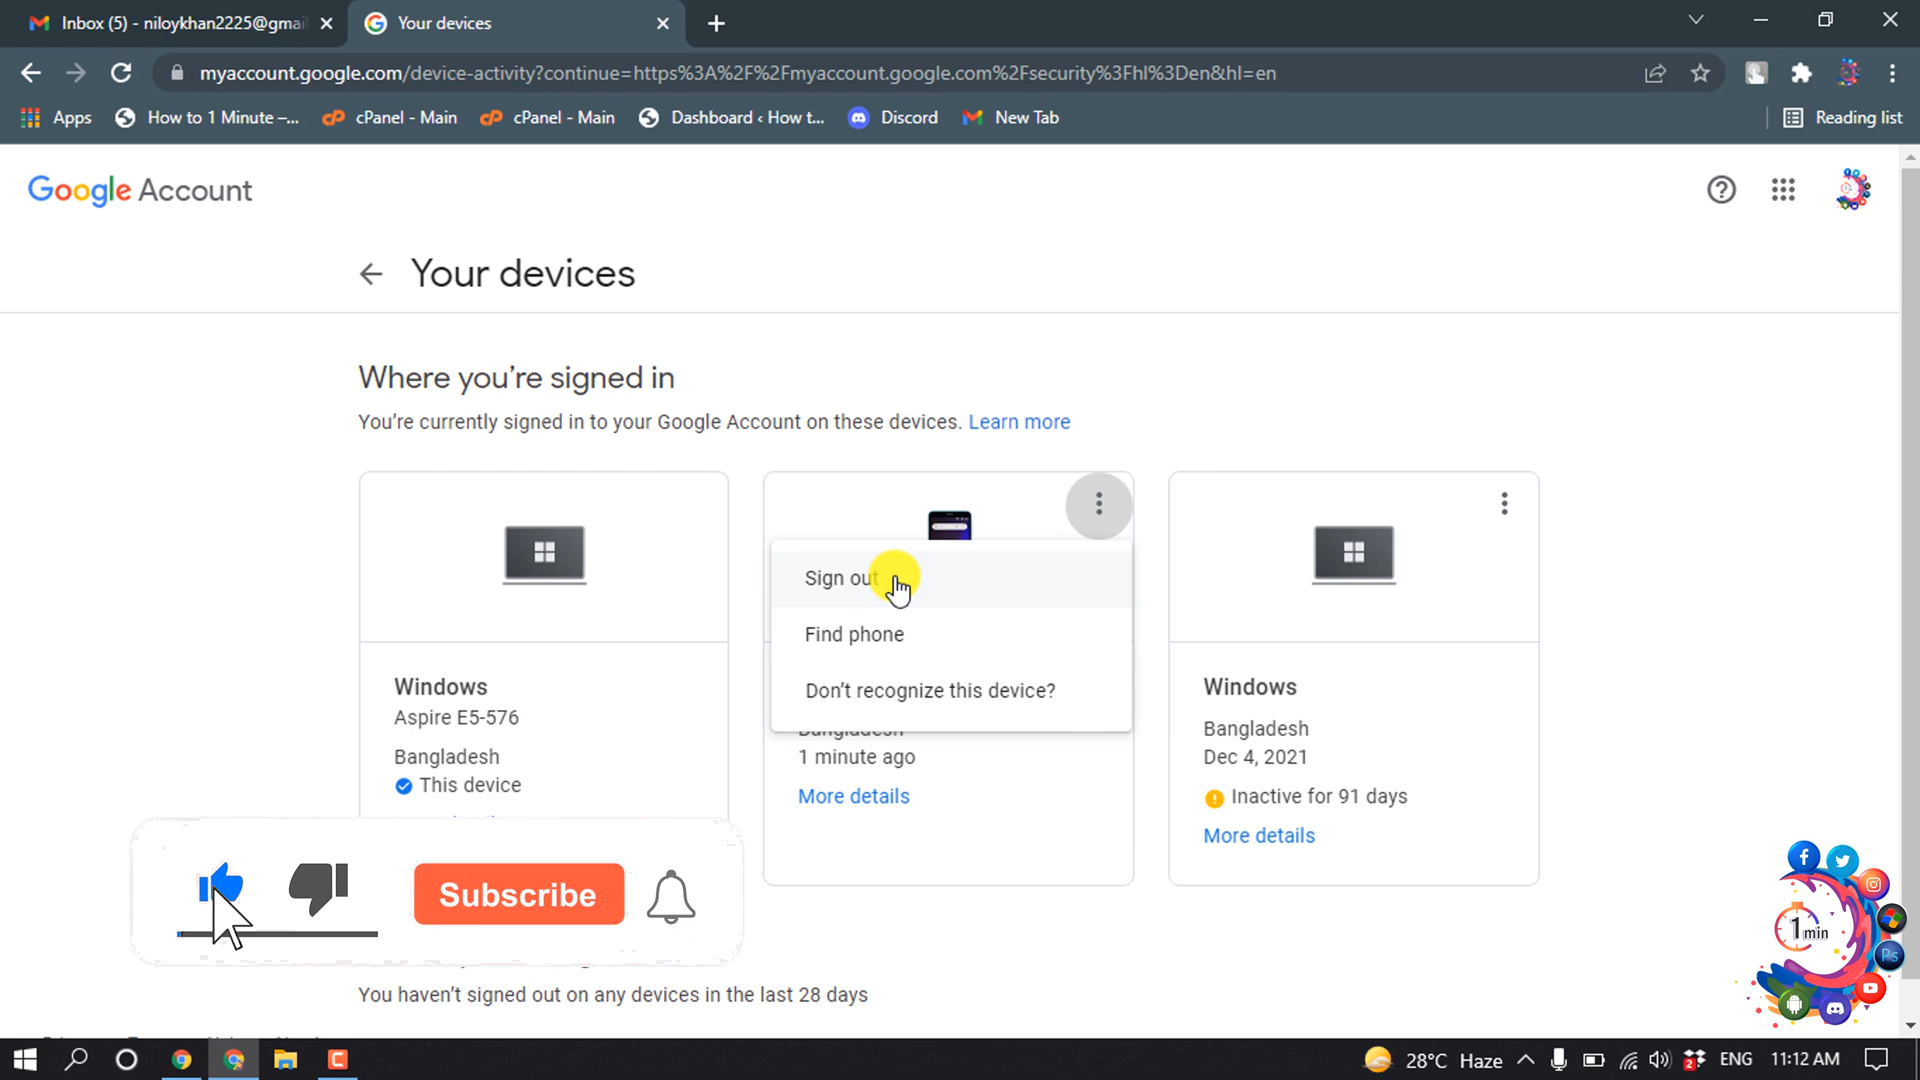 Inbox (5) - niloykhan2225@gmai
Your devices
myaccount.google.com/device-activity?continue=https%3A%2F%2Fmyaccount.google.com%2Fsecurity%3Fhl%3Den&hl=en
Apps
How to 1 Minute –...
cPanel - Main
cPanel - Main
Dashboard ‹ How t...
Discord
New Tab
Reading list
Google Account
Your devices
Where you’re signed in
You’re currently signed in to your Google Account on these devices. Learn more
Sign out
Find phone
Don’t recognize this device?
Windows
Aspire E5-576
Bangladesh
This device
Bangladesh
1 minute ago
More details
Windows
Bangladesh
Dec 4, 2021
Inactive for 91 days
More details
Subscribe
1 min
Ps
You haven’t signed out on any devices in the last 28 days
28°C Haze
2
ENG
11:12 AM